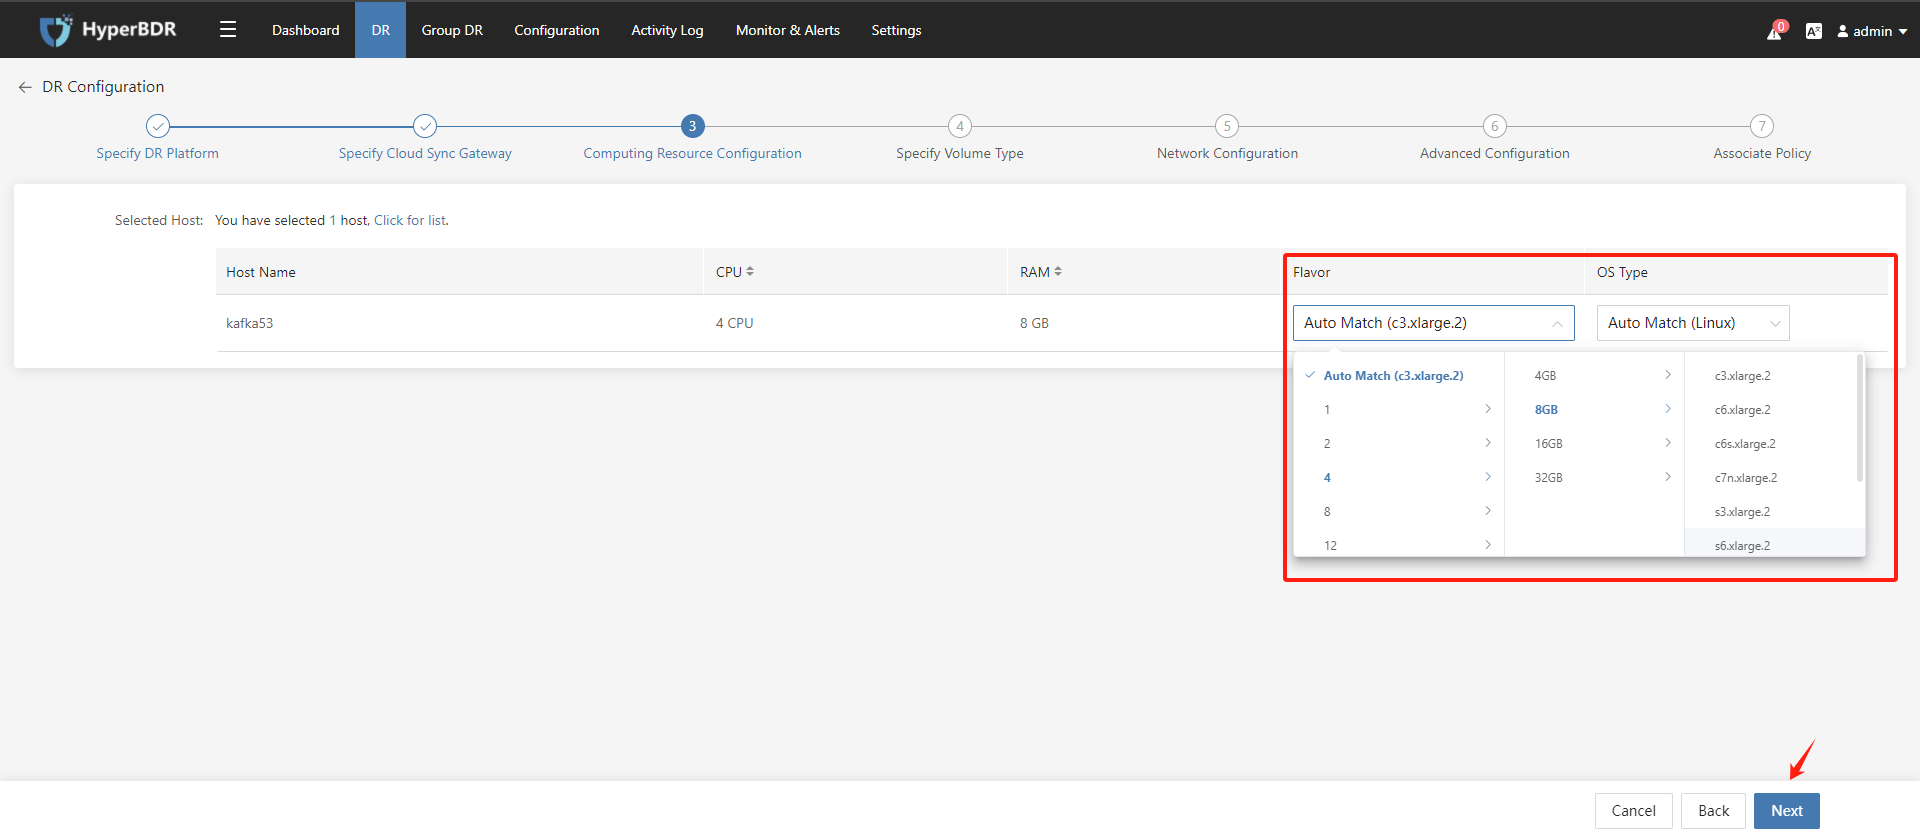 HyperBDR Dashboard DR Group DR Configuration Activity Log Monitor & Alerts Settings 0 admin
DR Configuration
3 4 5 6 7
Specify DR Platform Specify Cloud Sync Gateway Computing Resource Configuration Specify Volume Type Network Configuration Advanced Configuration Associate Policy
Selected Host: You have selected 1 host, Click for list.
Host Name CPU RAM Flavor OS Type
kafka53 4 CPU 8 GB Auto Match (c3.xlarge.2) Auto Match (Linux)
Auto Match (c3.xlarge.2) 4GB c3.xlarge.2
1 8GB c6.xlarge.2
2 16GB c6s.xlarge.2
4 32GB c7n.xlarge.2
8 s3.xlarge.2
12 s6.xlarge.2
Cancel Back Next